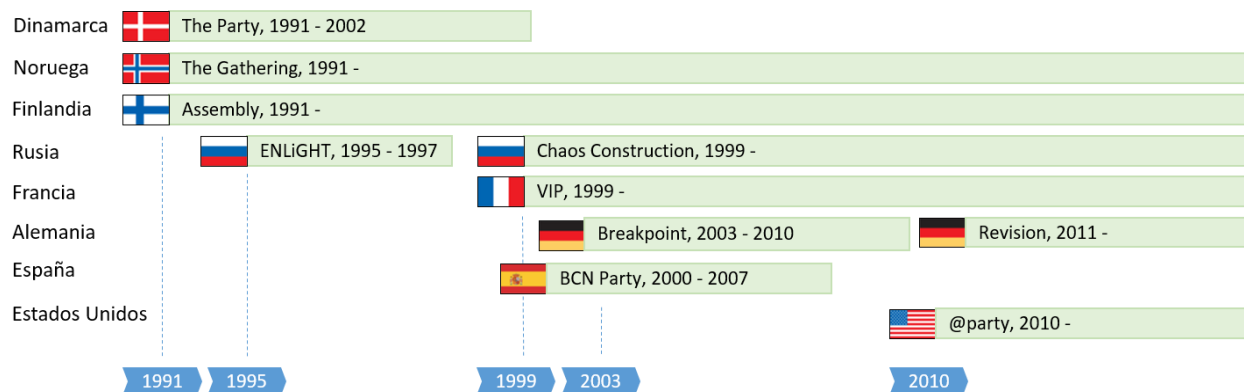 Dinamarca The Party, 1991 - 2002
Noruega The Gathering, 1991 -
Finlandia Assembly, 1991 -
Rusia ENLiGHT, 1995 - 1997 Chaos Construction, 1999 -
Francia VIP, 1999 -
Alemania Breakpoint, 2003 - 2010 Revision, 2011 -
España BCN Party, 2000 - 2007
Estados Unidos @party, 2010 -
1991 1995 1999 2003 2010